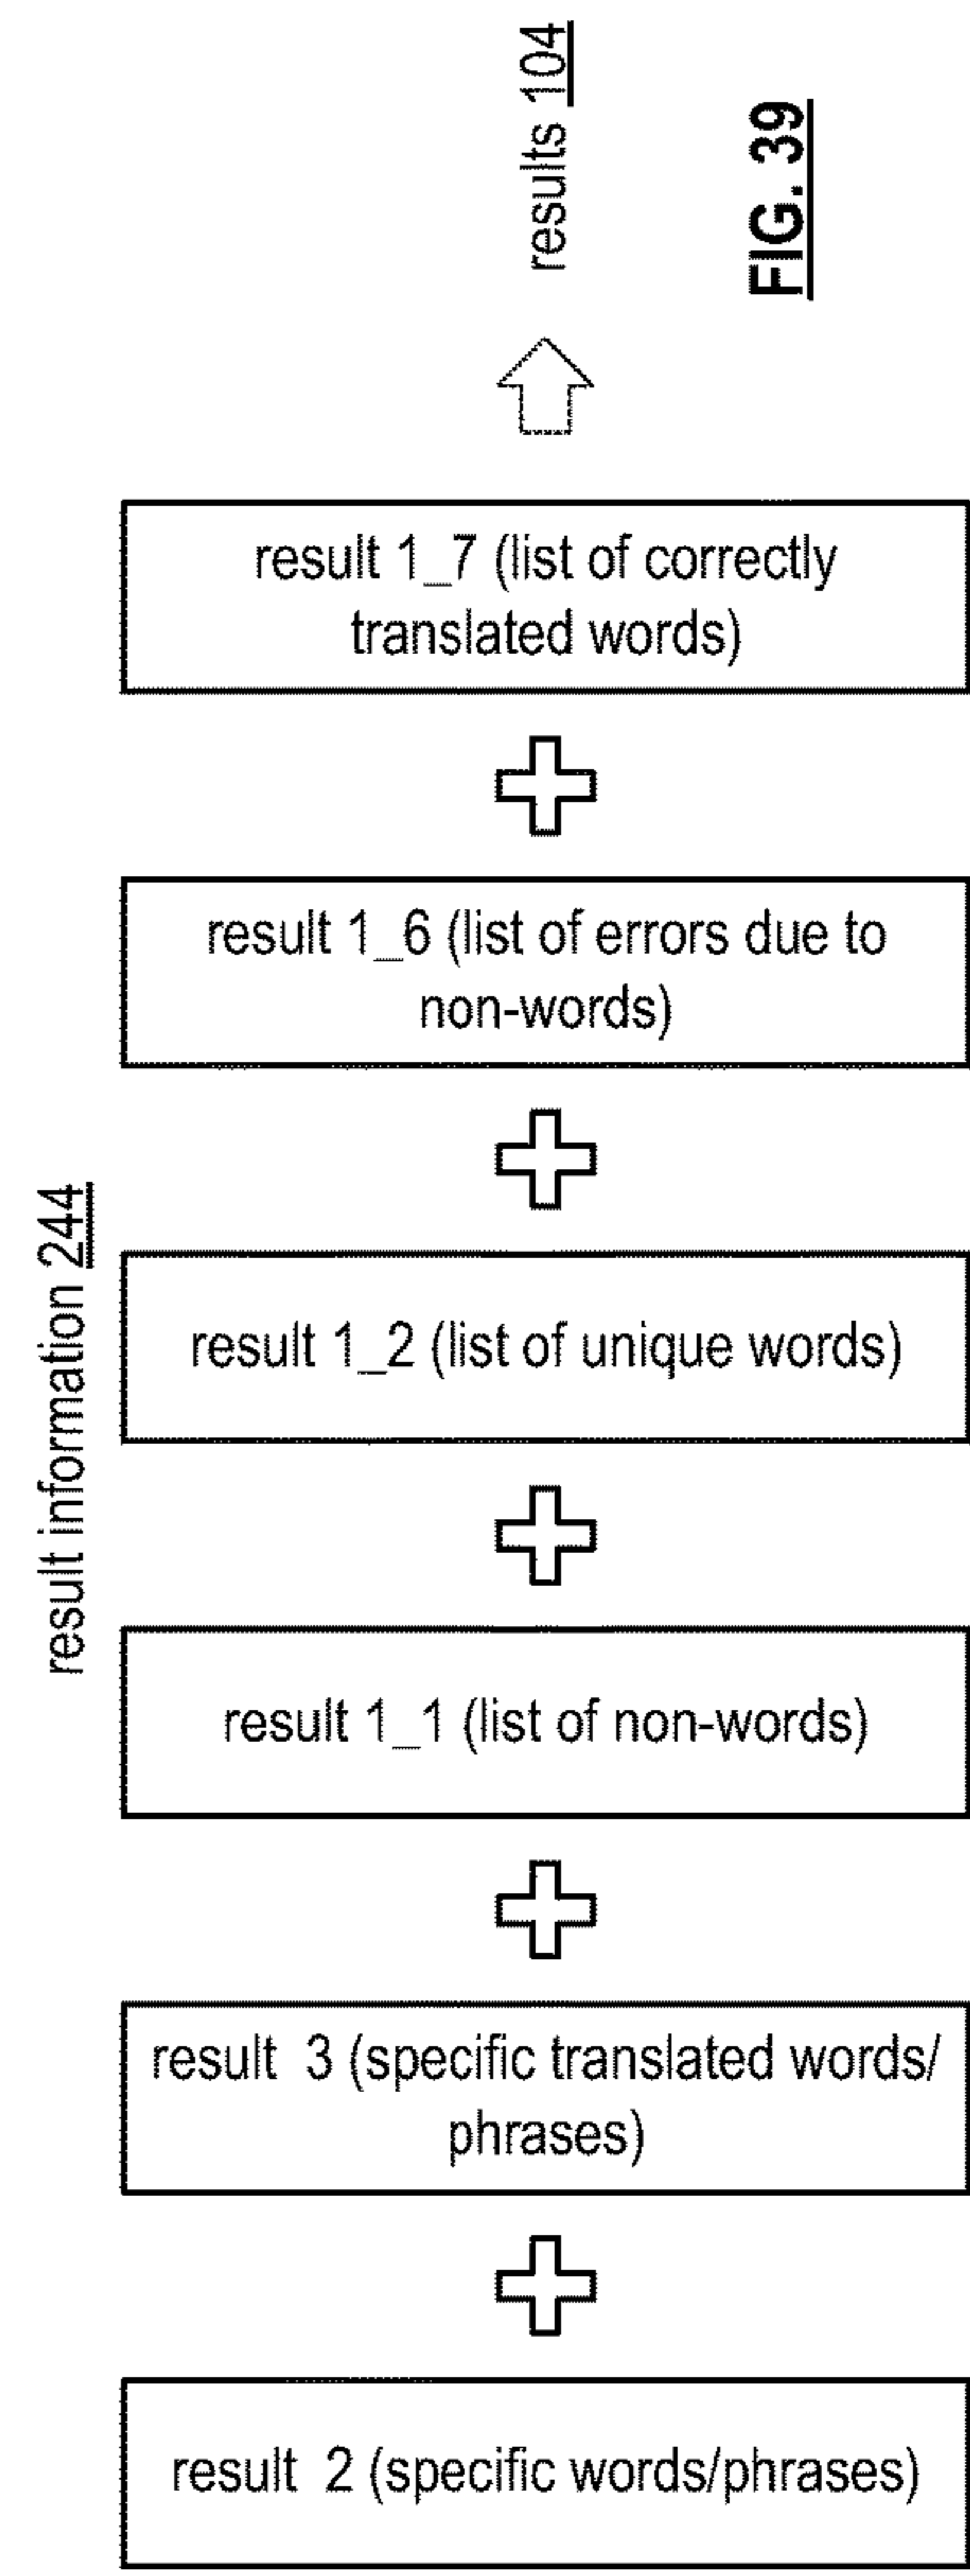 results 104
FIG. 39
result 1_7 (list of correctly
translated words)
result 1_6 (list of errors due to
non-words)
result information 244
result 1_2 (list of unique words)
result 1_1 (list of non-words)
result 3 (specific translated words/
phrases)
result 2 (specific words/phrases)